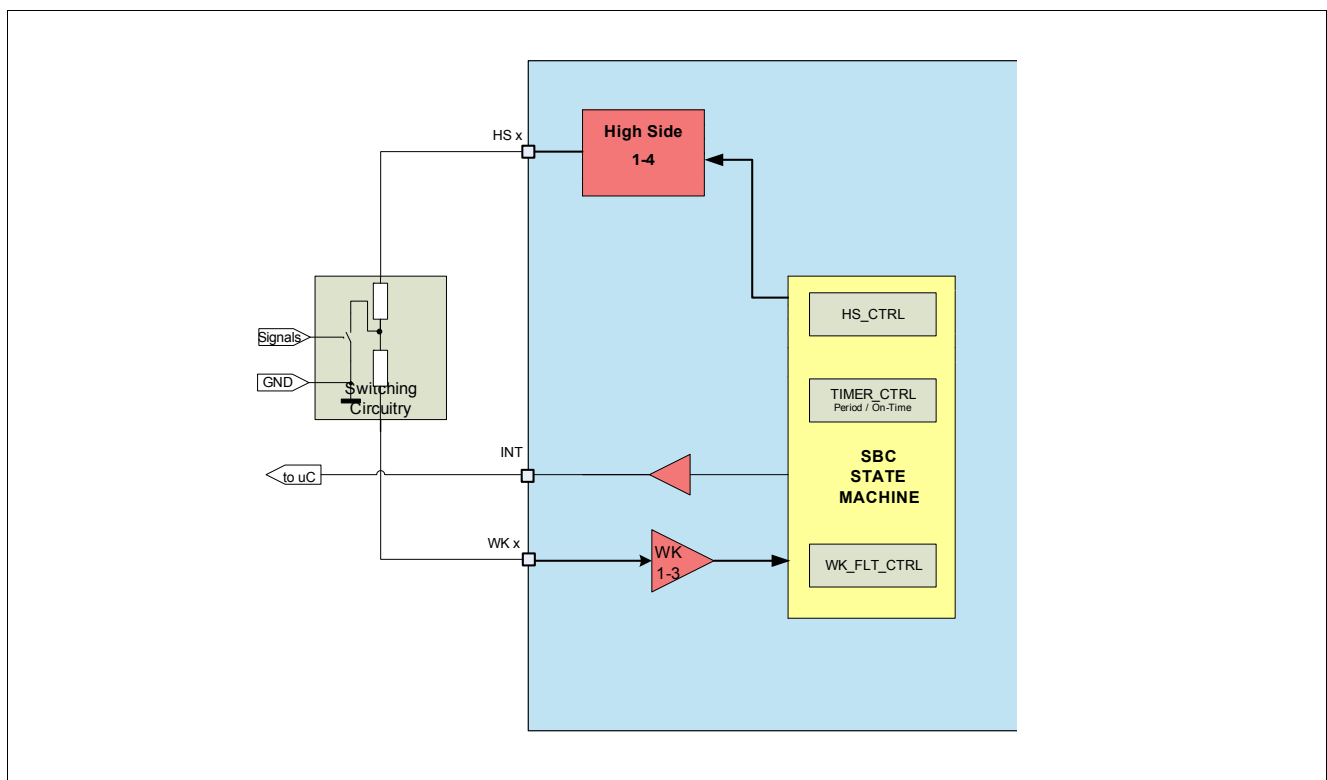 HS x
High Side
1-4
HS_CTRL
Signals
GND
Switching
Circuitry
TIMER_CTRL
Period / On-Time
INT
to uC
SBC
STATE
MACHINE
WK x
WK
1-3
WK_FLT_CTRL